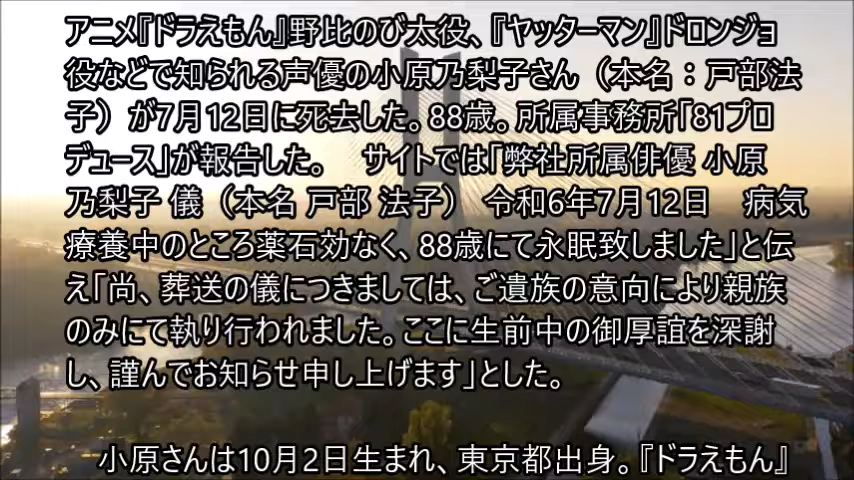 アニメ『ドラえもん』野比のび太役、『ヤッターマン』ドロンジョ
役などで知られる声優の小原乃梨子さん（本名：戸部法
子）が7月12日に死去した。88歳。所属事務所「81プロ
デュース」が報告した。　サイトでは「弊社所属俳優 小原
乃梨子 儀（本名 戸部 法子）　令和6年7月12日　病気
療養中のところ薬石効なく、88歳にて永眠致しました」と伝
え「尚、葬送の儀につきましては、ご遺族の意向により親族
のみにて執り行われました。ここに生前中の御厚誼を深謝
し、謹んでお知らせ申し上げます」とした。
　小原さんは10月2日生まれ、東京都出身。『ドラえもん』